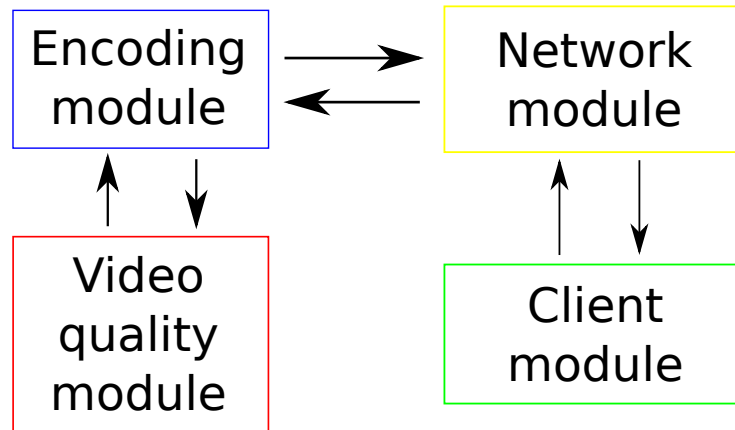 Encoding
module
Network
module
Video
quality
module
Client
module